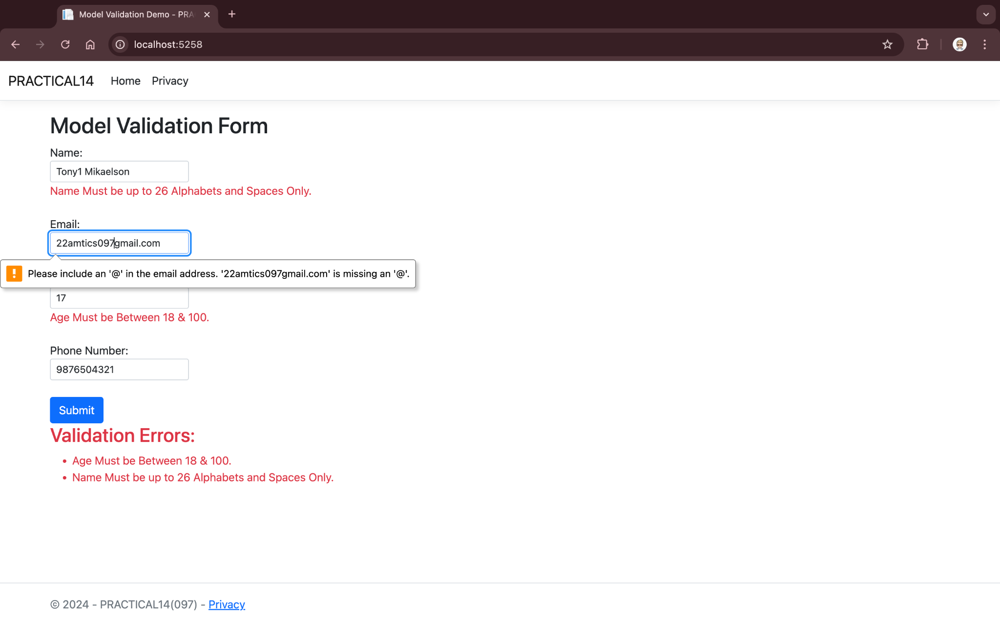 Model Validation Demo - PRA
localhost:5258
PRACTICAL14 Home Privacy
Model Validation Form
Name:
Tony1 Mikaelson
Name Must be up to 26 Alphabets and Spaces Only.
Email:
22amtics097gmail.com
Please include an '@' in the email address. '22amtics097gmail.com' is missing an '@'.
17
Age Must be Between 18 & 100.
Phone Number:
9876504321
Submit
Validation Errors:
• Age Must be Between 18 & 100.
• Name Must be up to 26 Alphabets and Spaces Only.
© 2024 - PRACTICAL14(097) - Privacy